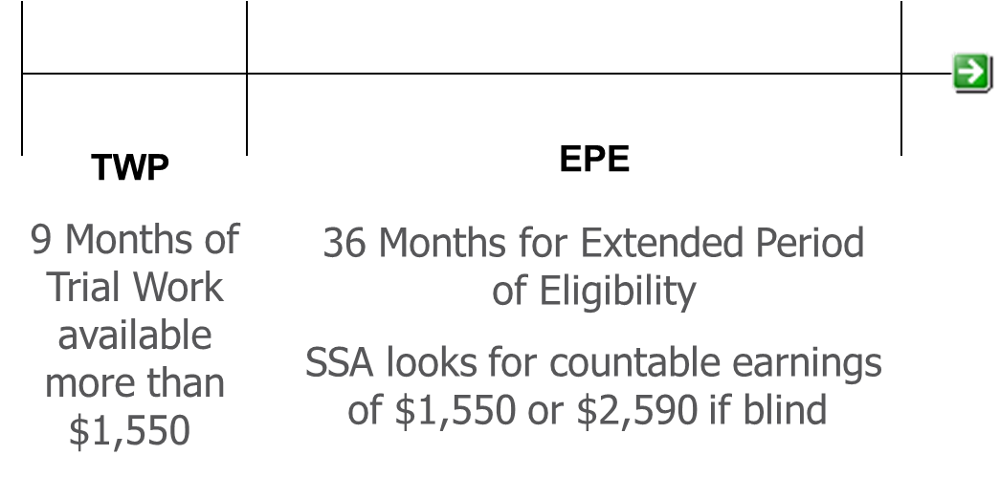 TWP
9 Months of
Trial Work
available
more than
$1,550
EPE
36 Months for Extended Period
of Eligibility
SSA looks for countable earnings
of $1,550 or $2,590 if blind